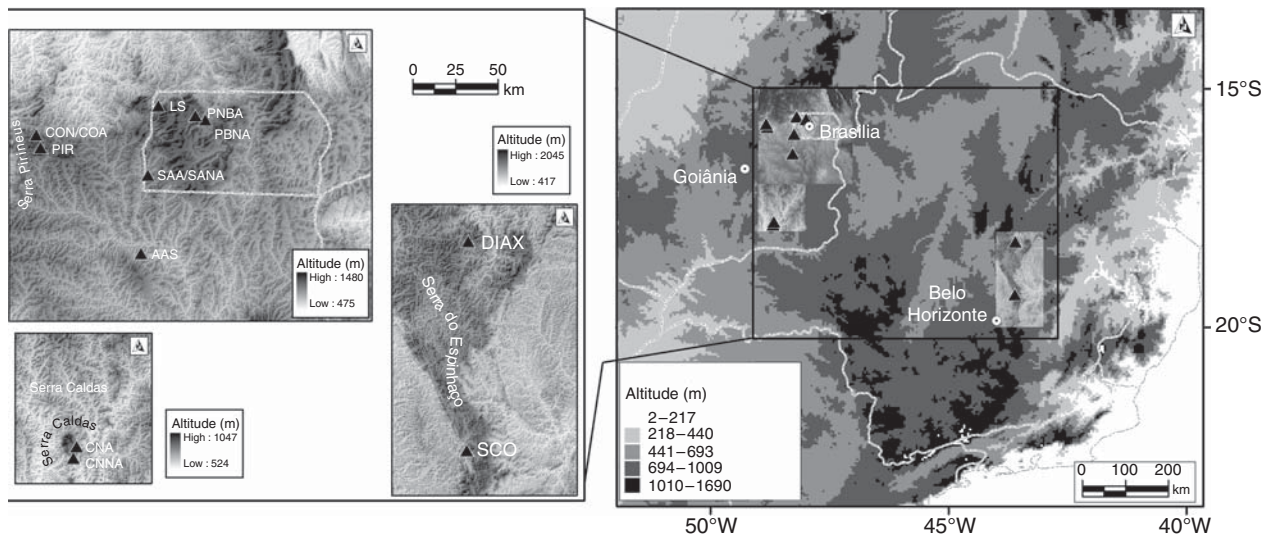 LS
PNBA
PBNA
CON/COA
PIR
Serra Pirineus
SAA/SANA
AAS
Altitude (m)
High : 1480
Low : 475
0 25 50
km
Altitude (m)
High : 2045
Low : 417
DIAX
Serra do Espinhaço
SCO
Serra Caldas
Serra Caldas
CNA
CNNA
Altitude (m)
High : 1047
Low : 524
Brasília
Goiânia
Belo
Horizonte
15°S
20°S
Altitude (m)
2–217
218–440
441–693
694–1009
1010–1690
0 100 200
km
50°W
45°W
40°W